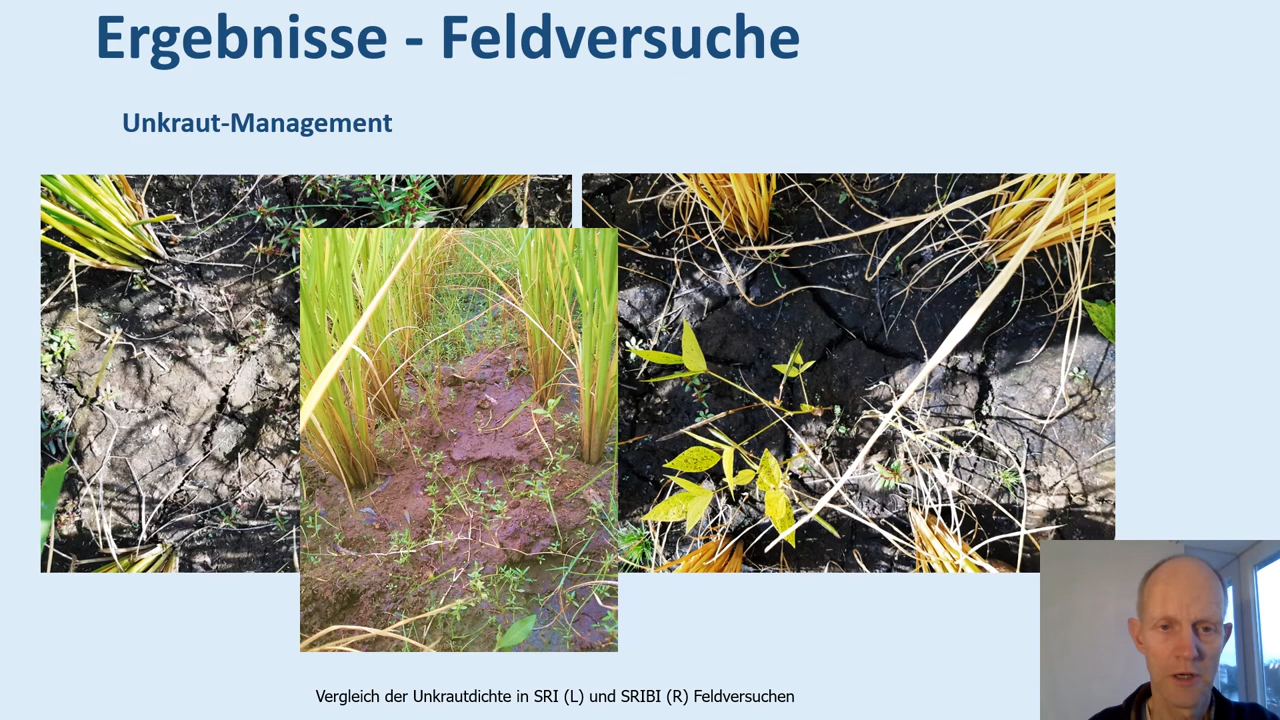 Ergebnisse - Feldversuche
Unkraut-Management
Vergleich der Unkrautdichte in SRI (L) und SRIBI (R) Feldversuchen